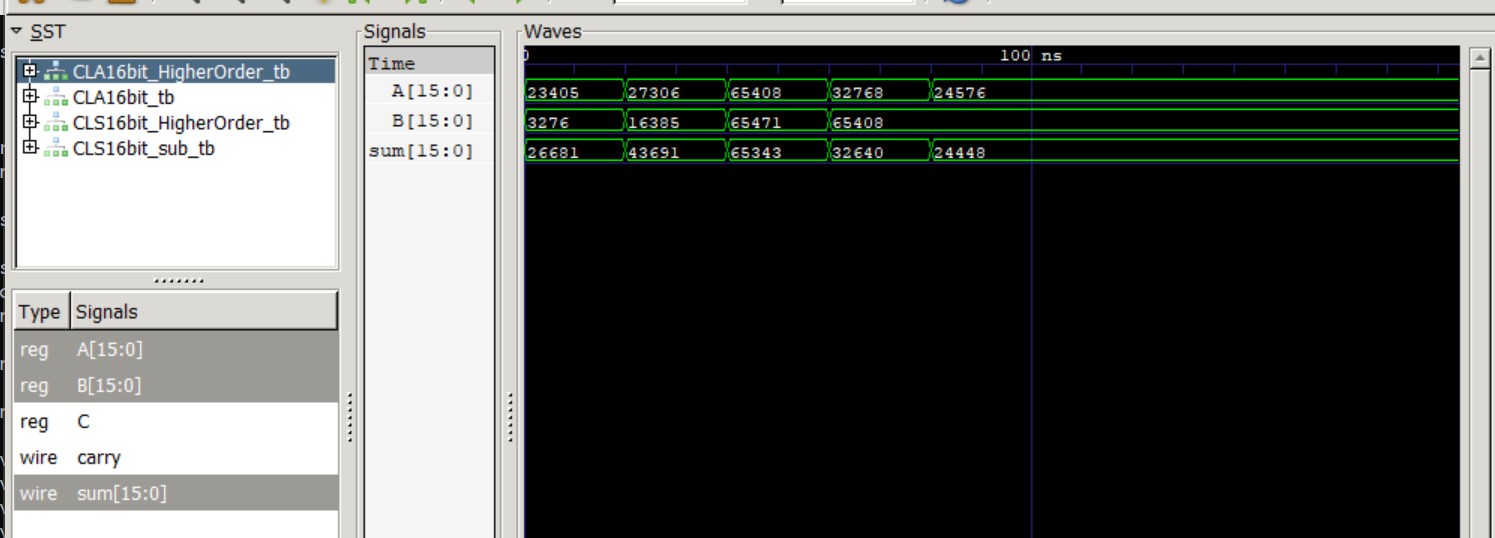 SST
CLA16bit_HigherOrder_tb
CLA16bit_tb
CLS16bit_HigherOrder_tb
CLS16bit_sub_tb
Type Signals
reg A[15:0]
reg B[15:0]
reg C
wire carry
wire sum[15:0]
Signals
Time
A[15:0]
B[15:0]
sum[15:0]
Waves
0 100 ns
23405 27306 65408 32768 24576
3276 16385 65471 65408
26681 43691 65343 32640 24448